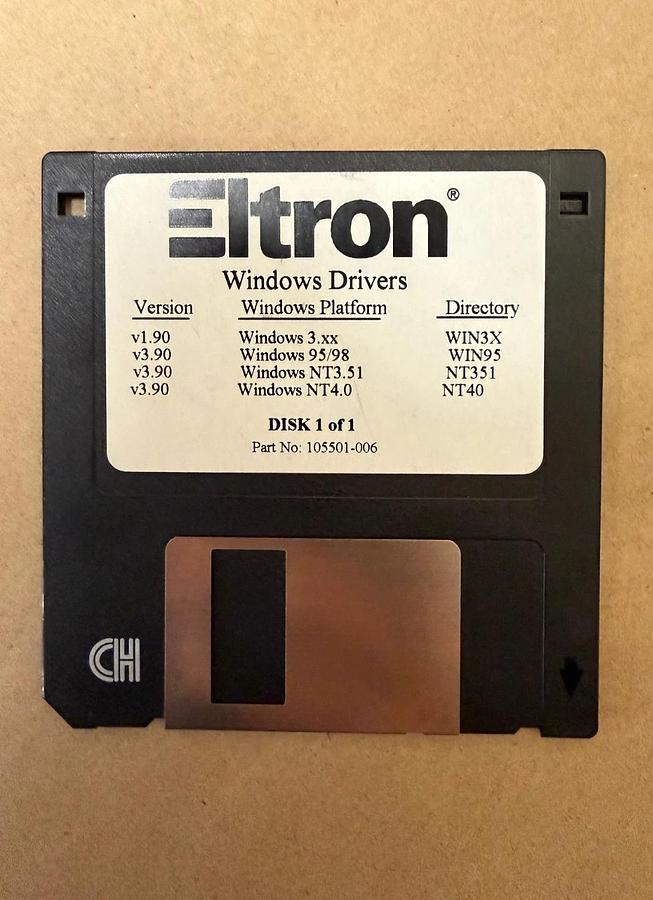 Eltron®
Windows Drivers
Version Windows Platform Directory
v1.90 Windows 3.xx WIN3X
v3.90 Windows 95/98 WIN95
v3.90 Windows NT3.51 NT351
v3.90 Windows NT4.0 NT40
DISK 1 of 1
Part No: 105501-006
CH